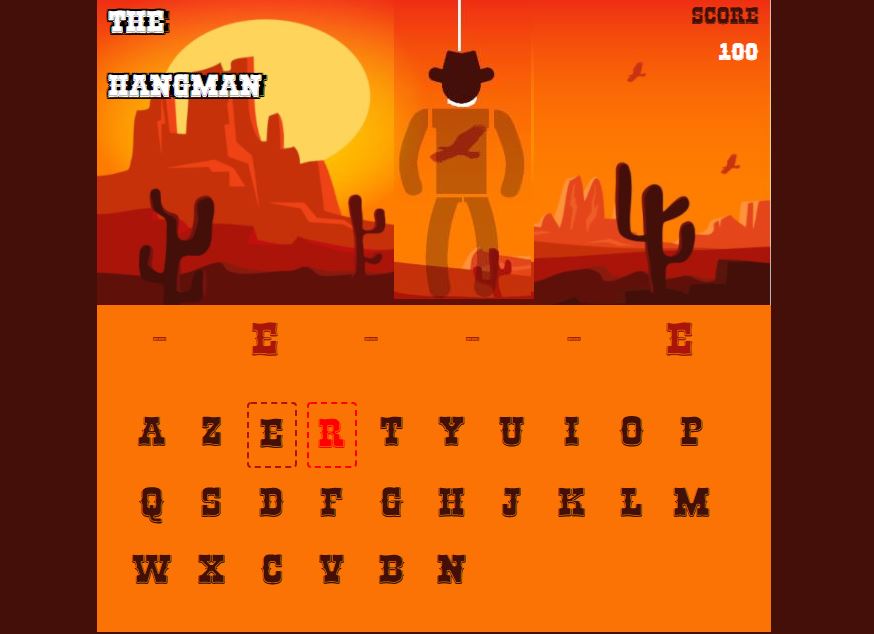 THE
SCORE
HANGMAN
100
- E - - - E
A Z E R T Y U I O P
Q S D F G H J K L M
W X C V B N